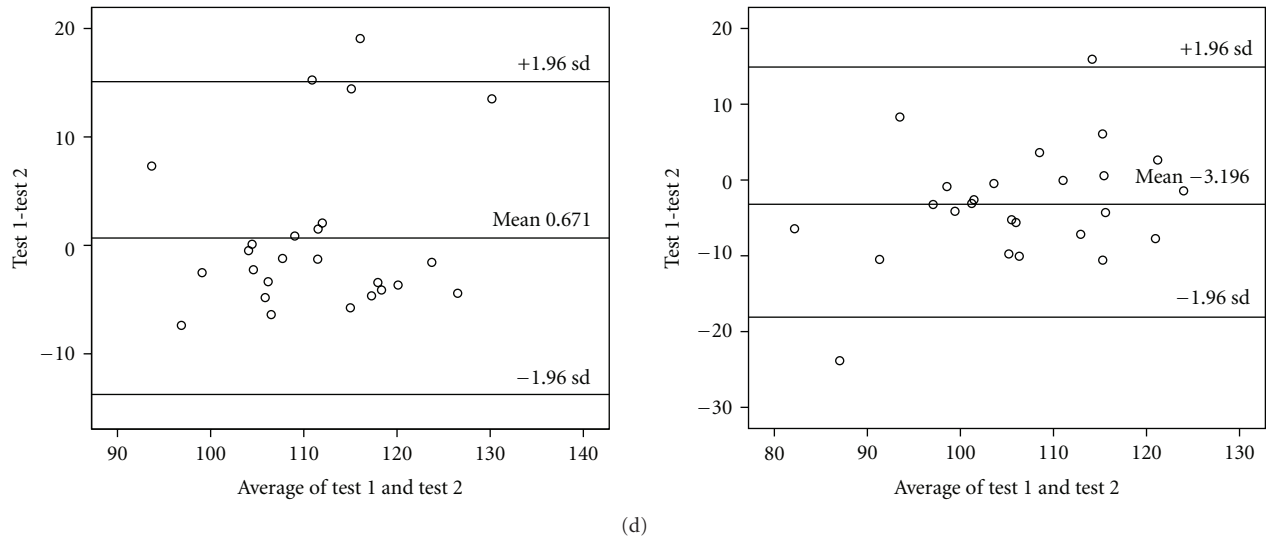 20
10
0
−10
Test 1-test 2
+1.96 sd
Mean 0.671
−1.96 sd
90 100 110 120 130 140
Average of test 1 and test 2
20
10
0
−10
−20
−30
Test 1-test 2
+1.96 sd
Mean −3.196
−1.96 sd
80 90 100 110 120 130
Average of test 1 and test 2
(d)